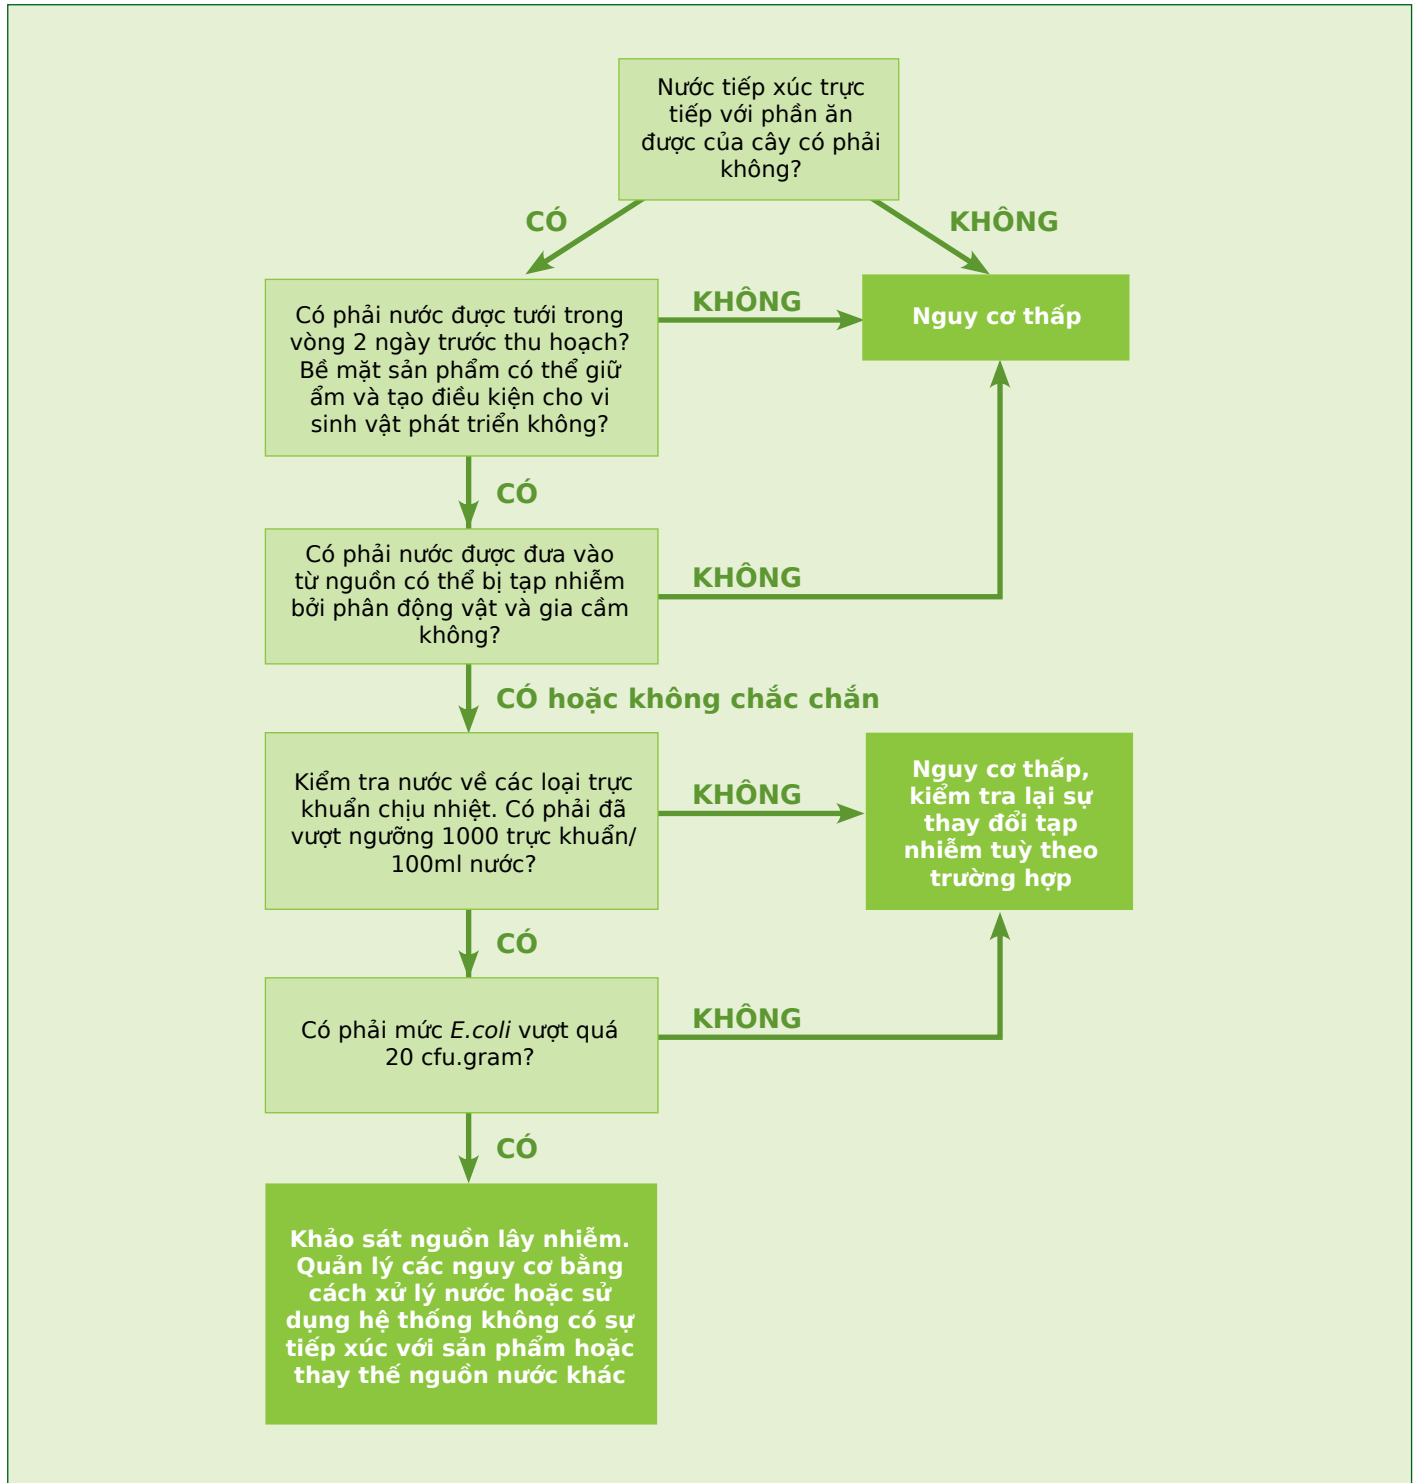 Nước tiếp xúc trực
tiếp với phần ăn
được của cây có phải
không?
CÓ
KHÔNG
Có phải nước được tưới trong
vòng 2 ngày trước thu hoạch?
Bề mặt sản phẩm có thể giữ
ẩm và tạo điều kiện cho vi
sinh vật phát triển không?
KHÔNG
Nguy cơ thấp
CÓ
Có phải nước được đưa vào
từ nguồn có thể bị tạp nhiễm
bởi phân động vật và gia cầm
không?
KHÔNG
CÓ hoặc không chắc chắn
Kiểm tra nước về các loại trực
khuẩn chịu nhiệt. Có phải đã
vượt ngưỡng 1000 trực khuẩn/
100ml nước?
KHÔNG
Nguy cơ thấp,
kiểm tra lại sự
thay đổi tạp
nhiễm tuỳ theo
trường hợp
CÓ
Có phải mức E.coli vượt quá
20 cfu.gram?
KHÔNG
CÓ
Khảo sát nguồn lây nhiễm.
Quản lý các nguy cơ bằng
cách xử lý nước hoặc sử
dụng hệ thống không có sự
tiếp xúc với sản phẩm hoặc
thay thế nguồn nước khác